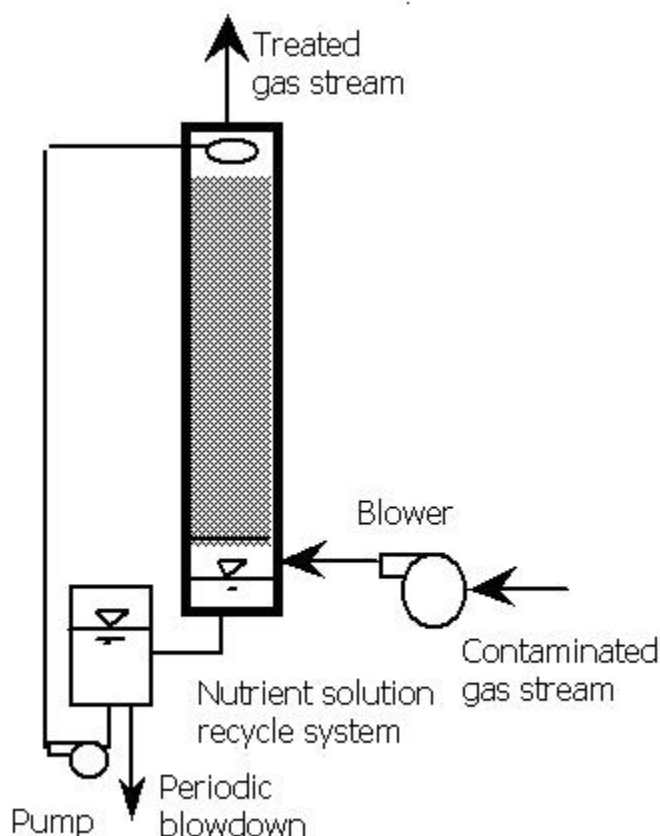 Treated
gas stream
Blower
Contaminated
gas stream
Nutrient solution
recycle system
Periodic
blowdown
Pump